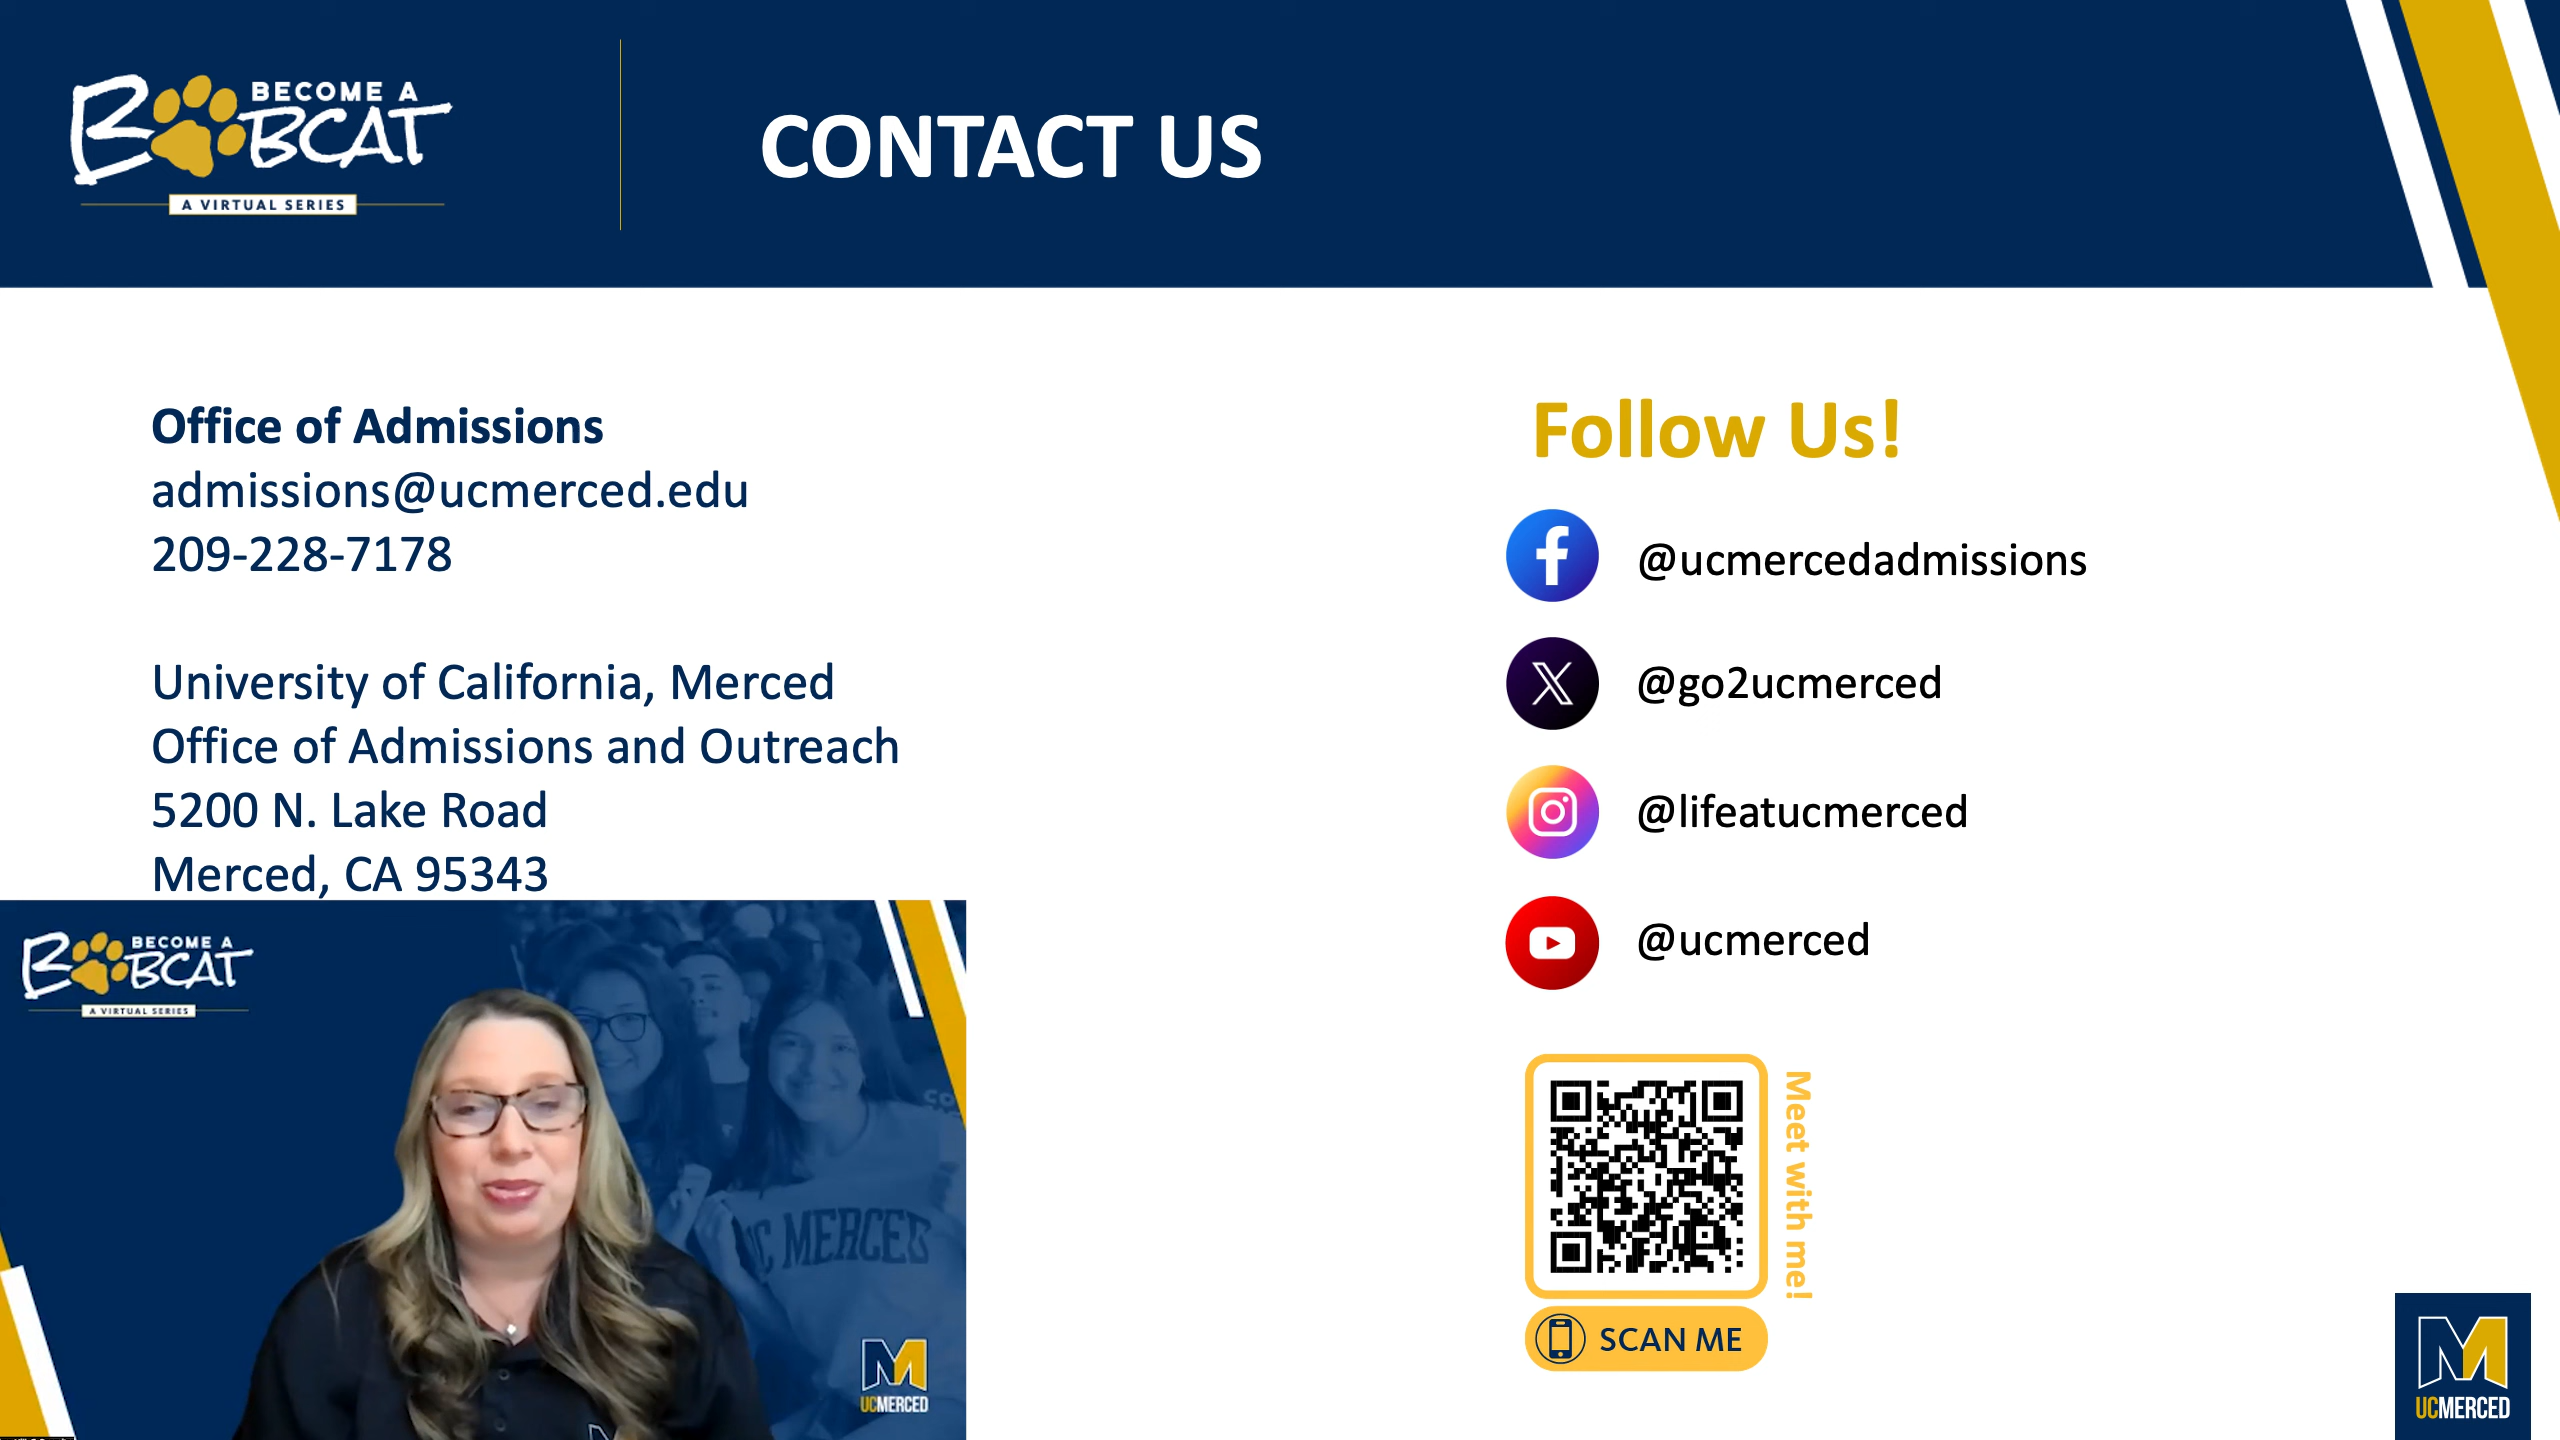 BECOME A
BOBCAT
A VIRTUAL SERIES
CONTACT US
Office of Admissions
admissions@ucmerced.edu
209-228-7178
University of California, Merced
Office of Admissions and Outreach
5200 N. Lake Road
Merced, CA 95343
Follow Us!
@ucmercedadmissions
@go2ucmerced
@lifeatucmerced
@ucmerced
Meet with me!
SCAN ME
UCMERCED
BECOME A
BOBCAT
A VIRTUAL SERIES
UC MERCED
UCMERCED